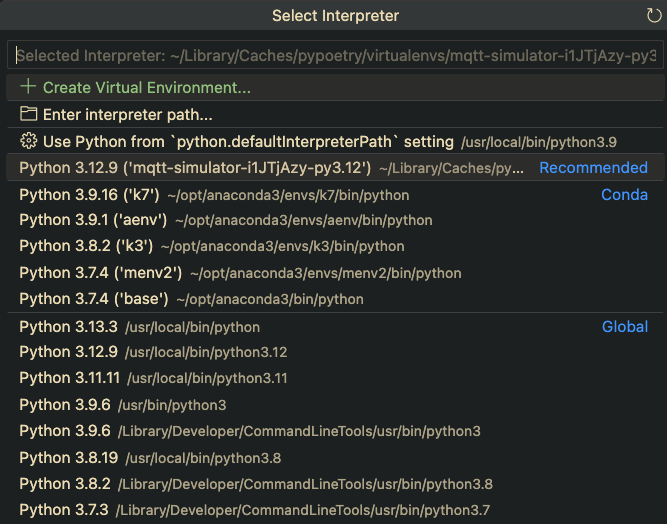 Select Interpreter
Selected Interpreter: ~/Library/Caches/pypoetry/virtualenvs/mqtt-simulator-i1JTjAzy-py3
Create Virtual Environment...
Enter interpreter path...
Use Python from `python.defaultInterpreterPath` setting /usr/local/bin/python3.9
Python 3.12.9 ('mqtt-simulator-i1JTjAzy-py3.12') ~/Library/Caches/py... Recommended
Python 3.9.16 ('k7') ~/opt/anaconda3/envs/k7/bin/python Conda
Python 3.9.1 ('aenv') ~/opt/anaconda3/envs/aenv/bin/python
Python 3.8.2 ('k3') ~/opt/anaconda3/envs/k3/bin/python
Python 3.7.4 ('menv2') ~/opt/anaconda3/envs/menv2/bin/python
Python 3.7.4 ('base') ~/opt/anaconda3/bin/python
Python 3.13.3 /usr/local/bin/python Global
Python 3.12.9 /usr/local/bin/python3.12
Python 3.11.11 /usr/local/bin/python3.11
Python 3.9.6 /usr/bin/python3
Python 3.9.6 /Library/Developer/CommandLineTools/usr/bin/python3
Python 3.8.19 /usr/local/bin/python3.8
Python 3.8.2 /Library/Developer/CommandLineTools/usr/bin/python3.8
Python 3.7.3 /Library/Developer/CommandLineTools/usr/bin/python3.7